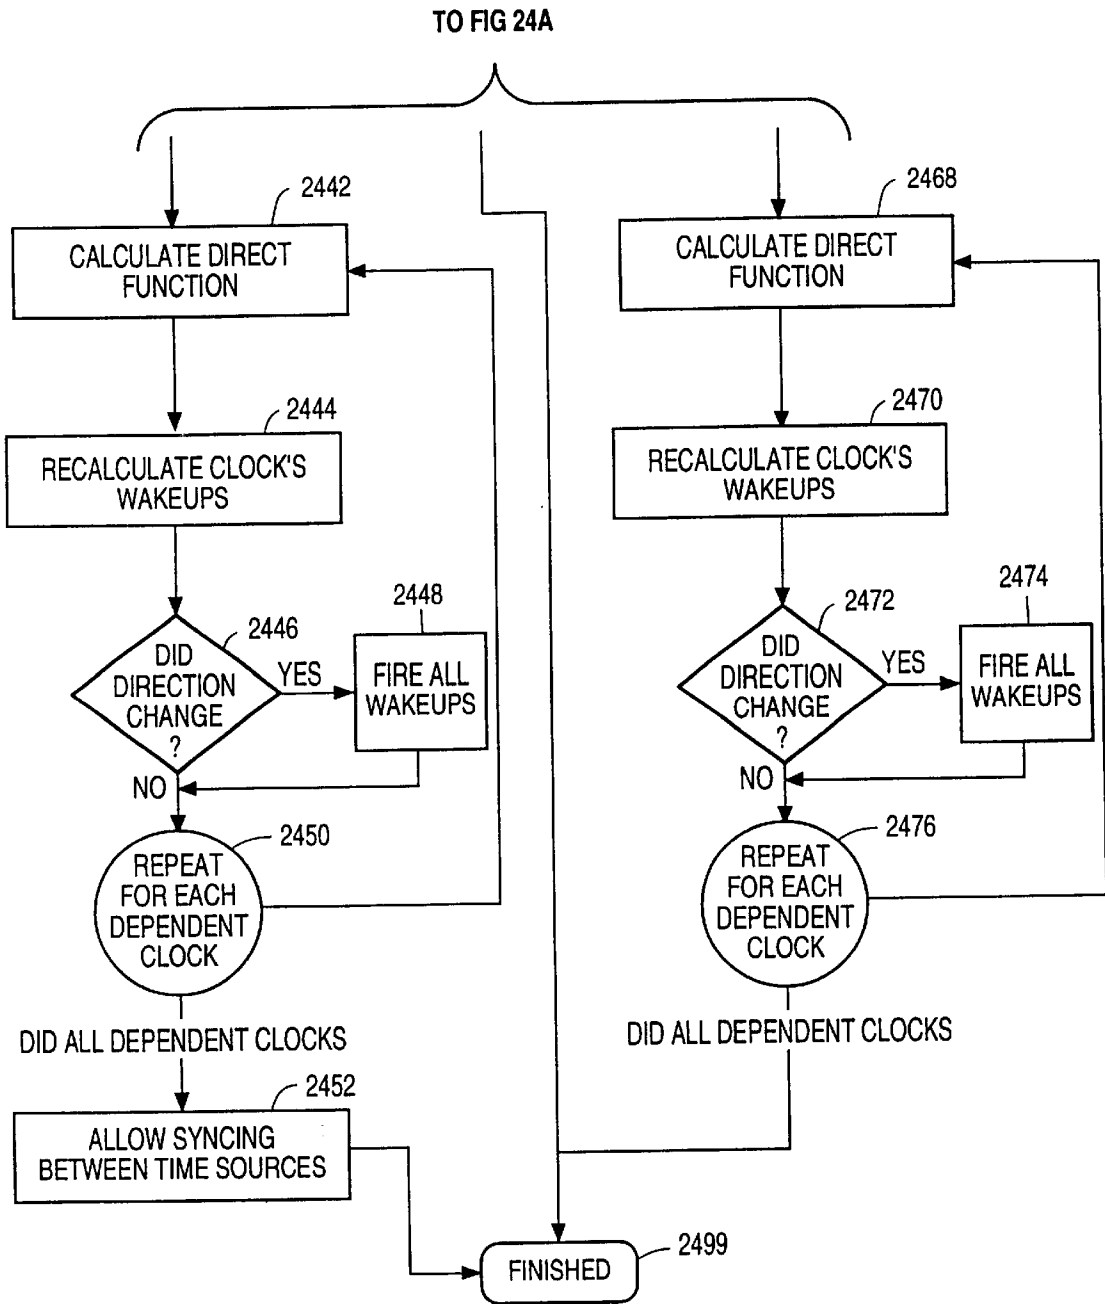 TO FIG 24A
2442
CALCULATE DIRECT
FUNCTION
2444
RECALCULATE CLOCK'S
WAKEUPS
2446
DID
DIRECTION
CHANGE
?
YES
2448
FIRE ALL
WAKEUPS
NO
2450
REPEAT
FOR EACH
DEPENDENT
CLOCK
DID ALL DEPENDENT CLOCKS
2452
ALLOW SYNCING
BETWEEN TIME SOURCES
2468
CALCULATE DIRECT
FUNCTION
2470
RECALCULATE CLOCK'S
WAKEUPS
2472
DID
DIRECTION
CHANGE
?
YES
2474
FIRE ALL
WAKEUPS
NO
2476
REPEAT
FOR EACH
DEPENDENT
CLOCK
DID ALL DEPENDENT CLOCKS
2499
FINISHED